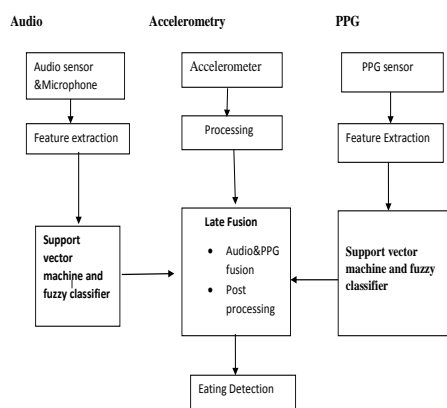 Audio
Accelerometry
PPG
Audio sensor
&Microphone
Accelerometer
PPG sensor
Feature extraction
Processing
Feature Extraction
Support
vector
machine and
fuzzy classifier
Late Fusion
• Audio&PPG
fusion
• Post
processing
Support vector
machine and fuzzy
classifier
Eating Detection